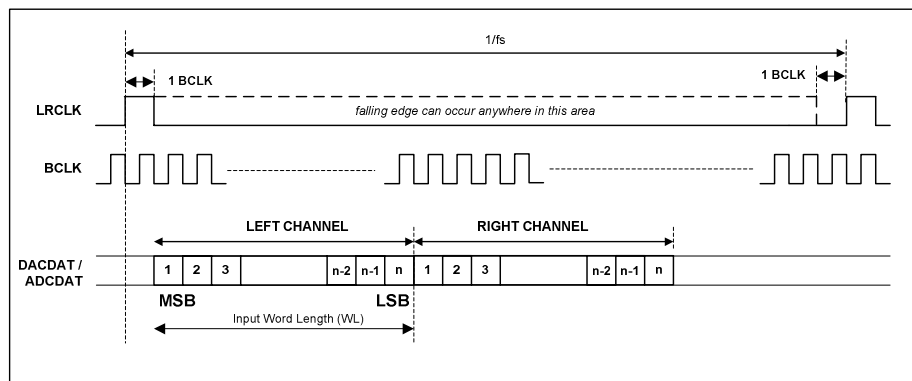 1/fs
1 BCLK
1 BCLK
LRCLK
falling edge can occur anywhere in this area
BCLK
LEFT CHANNEL
RIGHT CHANNEL
DACDAT /
ADCDAT
1 2 3 n-2 n-1 n 1 2 3 n-2 n-1 n
MSB LSB
Input Word Length (WL)